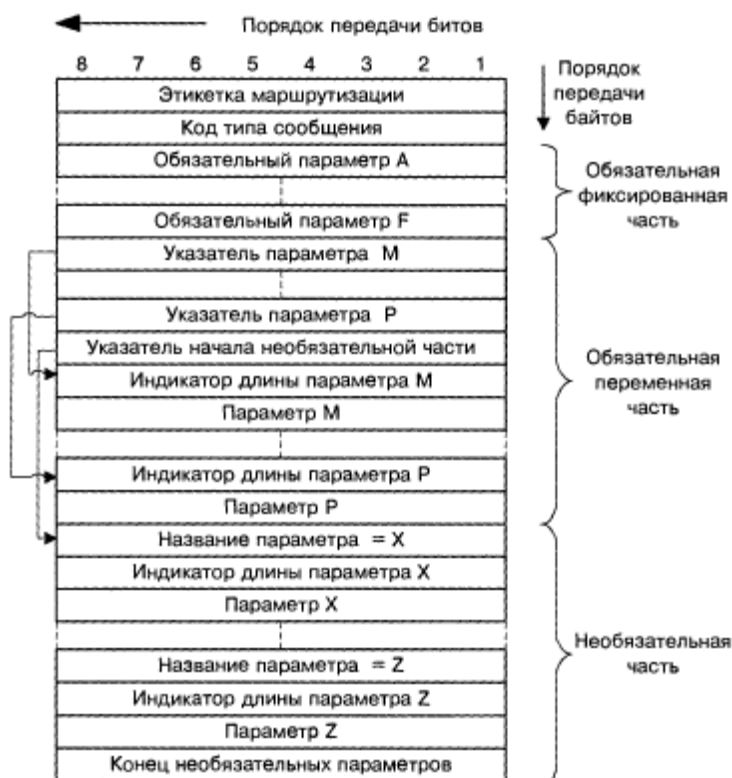 Порядок передачи битов
8 7 6 5 4 3 2 1
Порядок
передачи
байтов
Этикетка маршрутизации
Код типа сообщения
Обязательный параметр A
Обязательный параметр F
Обязательная
фиксированная
часть
Указатель параметра M
Указатель параметра P
Указатель начала необязательной части
Индикатор длины параметра M
Параметр M
Индикатор длины параметра P
Параметр P
Обязательная
переменная
часть
Название параметра = X
Индикатор длины параметра X
Параметр X
Название параметра = Z
Индикатор длины параметра Z
Параметр Z
Конец необязательных параметров
Необязательная
часть